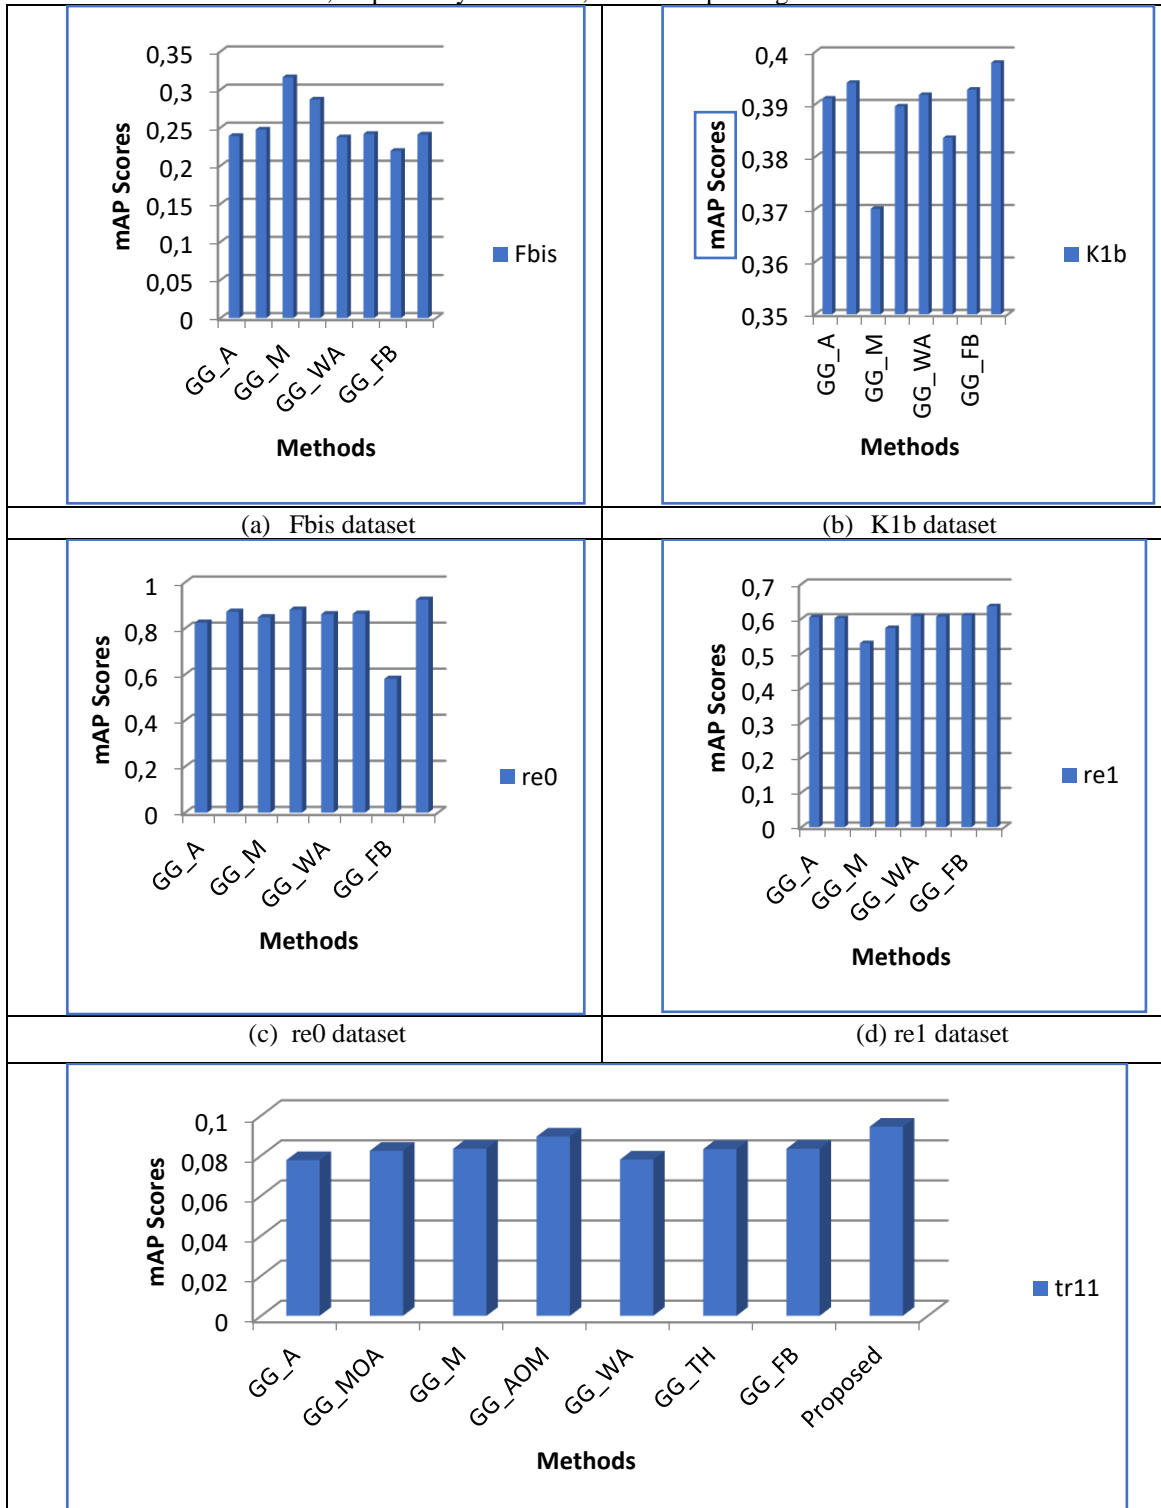 0,35
0,3
0,25
0,2
0,15
0,1
0,05
0
mAP Scores
GG_A
GG_M
GG_WA
GG_FB
Methods
Fbis
0,4
0,39
0,38
0,37
0,36
0,35
mAP Scores
GG_A
GG_M
GG_WA
GG_FB
Methods
K1b
(a) Fbis dataset
(b) K1b dataset
1
0,8
0,6
0,4
0,2
0
mAP Scores
GG_A
GG_M
GG_WA
GG_FB
Methods
re0
0,7
0,6
0,5
0,4
0,3
0,2
0,1
0
mAP Scores
GG_A
GG_M
GG_WA
GG_FB
Methods
re1
(c) re0 dataset
(d) re1 dataset
0,1
0,08
0,06
0,04
0,02
0
mAP Scores
GG_A
GG_MOA
GG_M
GG_AOM
GG_WA
GG_TH
GG_FB
Proposed
Methods
tr11